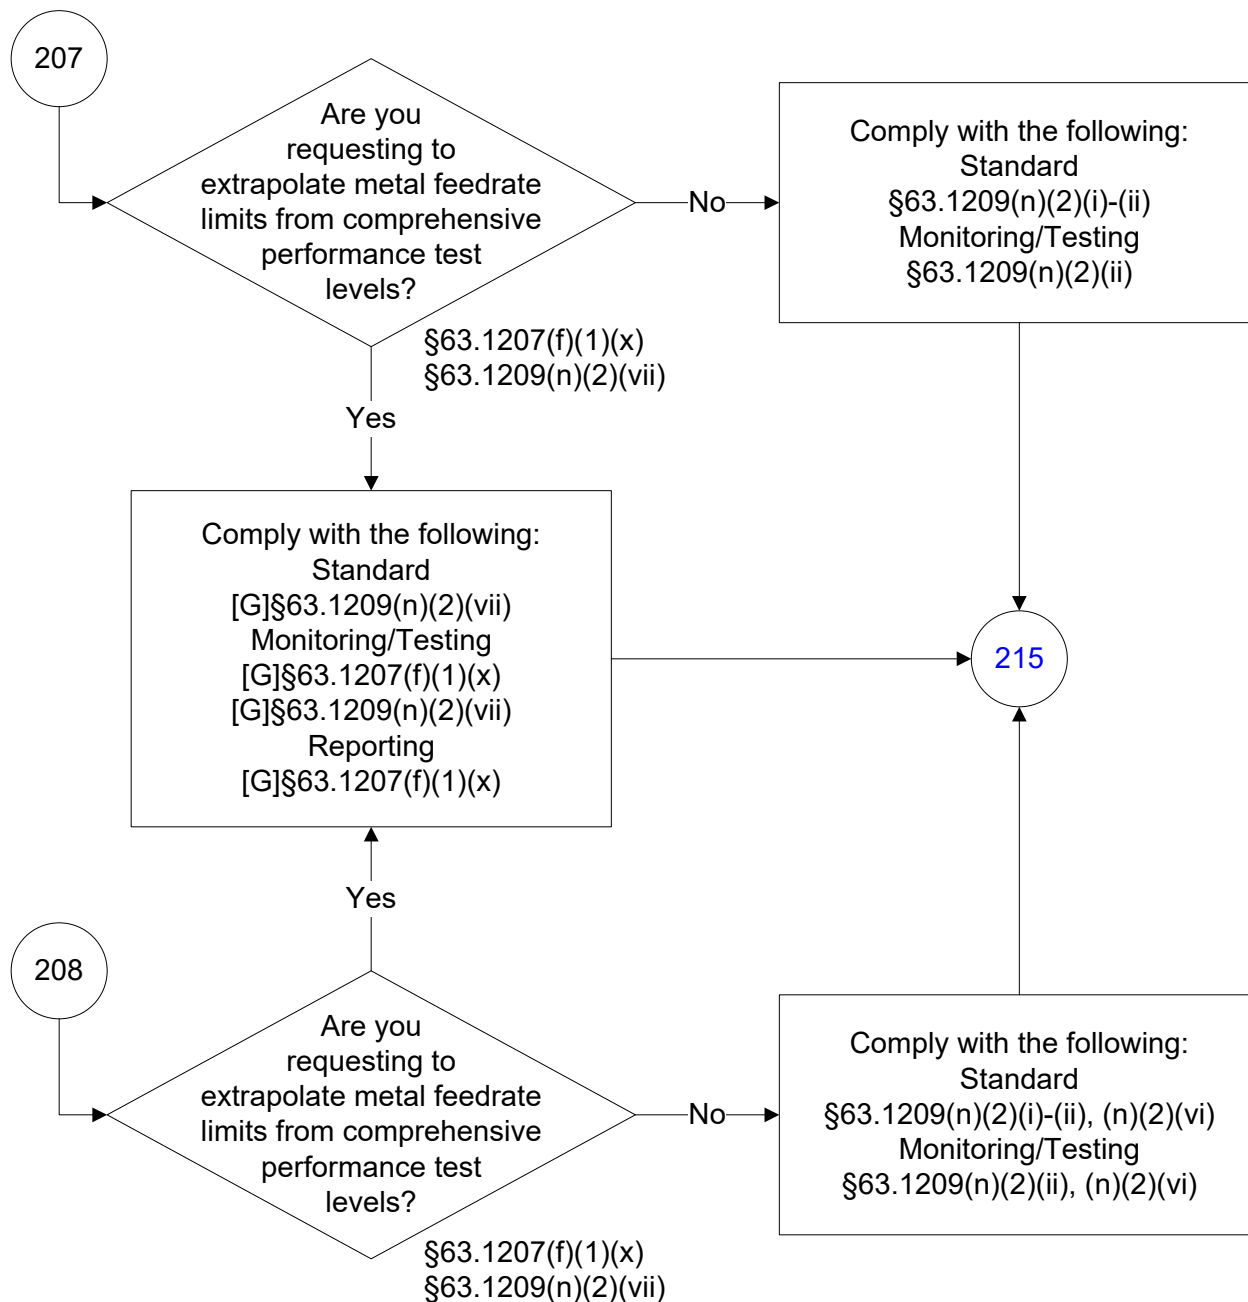 207
Are you
requesting to
extrapolate metal feedrate
limits from comprehensive
performance test
levels?
No
Comply with the following:
Standard
§63.1209(n)(2)(i)-(ii)
Monitoring/Testing
§63.1209(n)(2)(ii)
§63.1207(f)(1)(x)
§63.1209(n)(2)(vii)
Yes
Comply with the following:
Standard
[G]§63.1209(n)(2)(vii)
Monitoring/Testing
[G]§63.1207(f)(1)(x)
[G]§63.1209(n)(2)(vii)
Reporting
[G]§63.1207(f)(1)(x)
215
Yes
208
Are you
requesting to
extrapolate metal feedrate
limits from comprehensive
performance test
levels?
No
Comply with the following:
Standard
§63.1209(n)(2)(i)-(ii), (n)(2)(vi)
Monitoring/Testing
§63.1209(n)(2)(ii), (n)(2)(vi)
§63.1207(f)(1)(x)
§63.1209(n)(2)(vii)